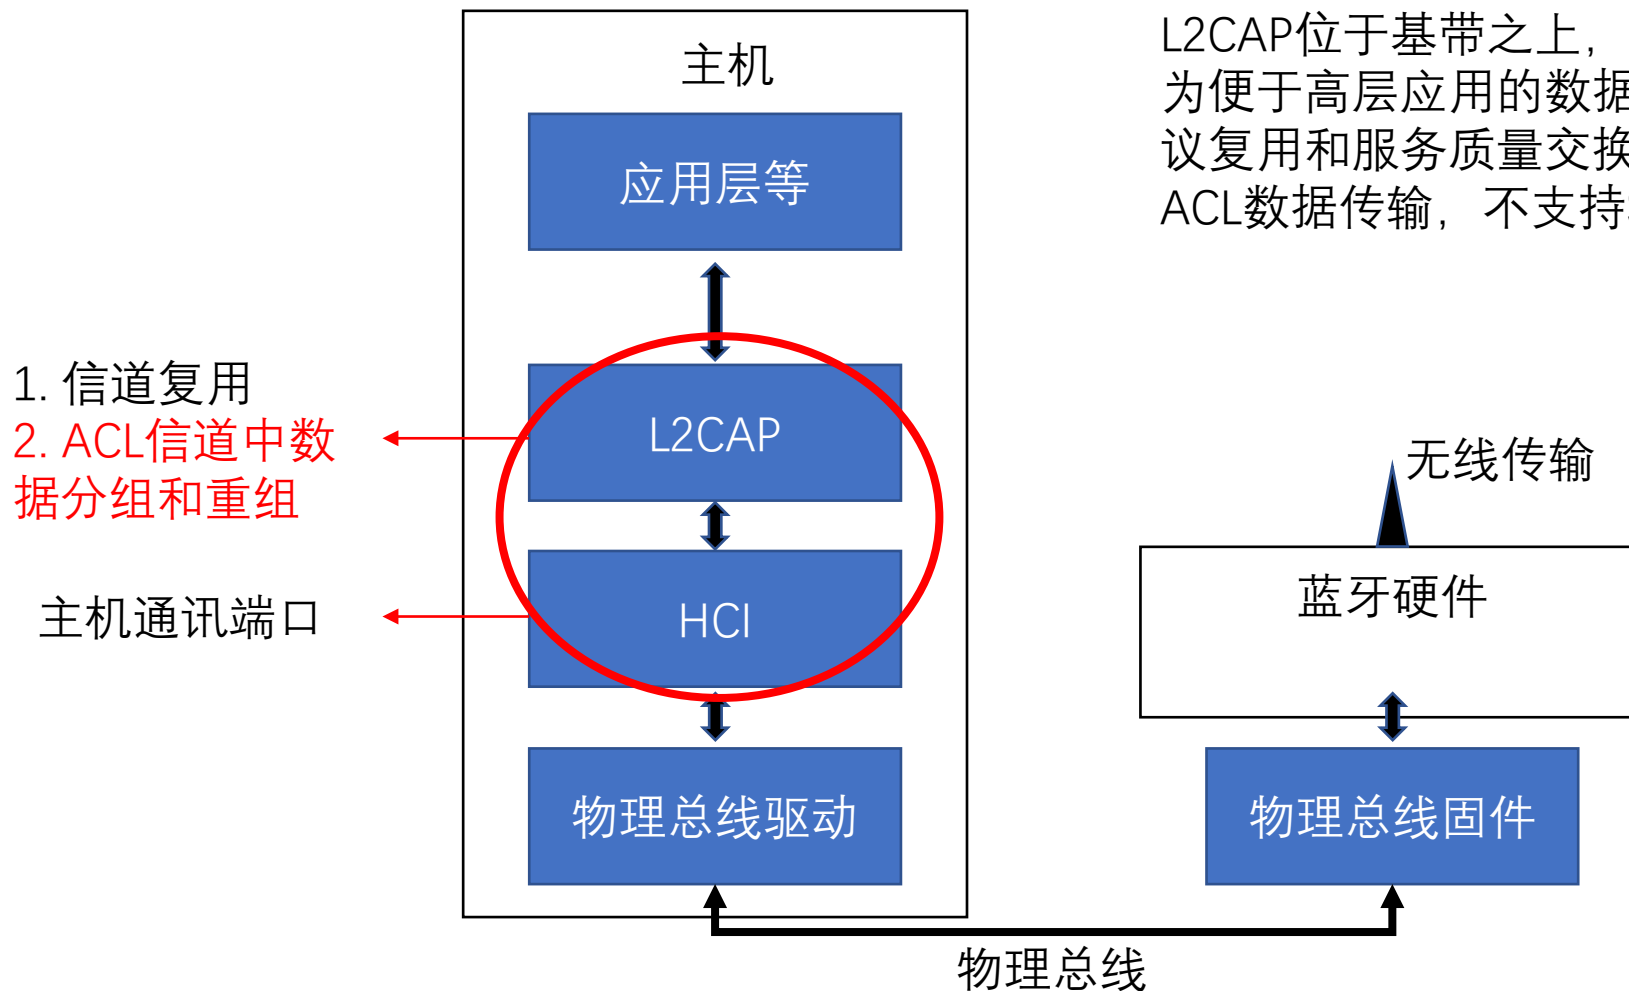 主机
L2CAP位于基带之上，
为便于高层应用的数据
议复用和服务质量交换
ACL数据传输，不支持
应用层等
1. 信道复用
2. ACL信道中数
据分组和重组
L2CAP
无线传输
主机通讯端口
HCI
蓝牙硬件
物理总线驱动
物理总线固件
物理总线